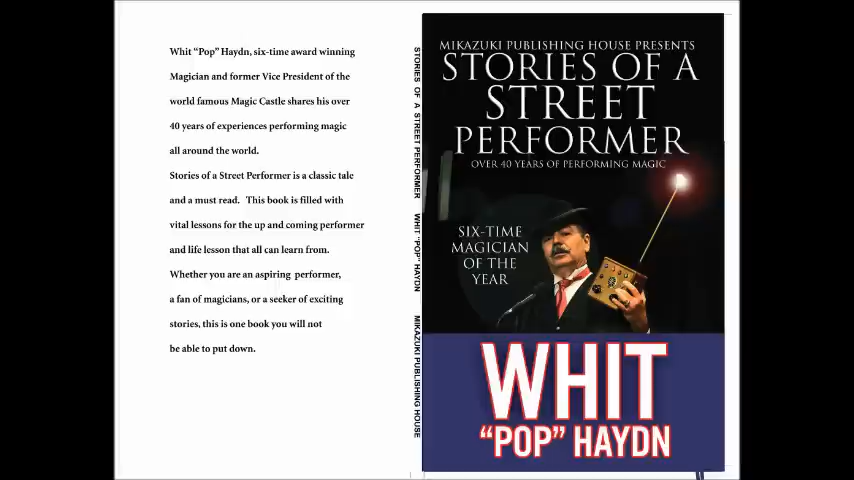 Whit “Pop” Haydn, six-time award winning
Magician and former Vice President of the
world famous Magic Castle shares his over
40 years of experiences performing magic
all around the world.
Stories of a Street Performer is a classic tale
and a must read.  This book is filled with
vital lessons for the up and coming performer
and life lesson that all can learn from.
Whether you are an aspiring  performer,
a fan of magicians, or a seeker of exciting
stories, this is one book you will not
be able to put down.
STORIES OF A STREET PERFORMER WHIT "POP" HAYDN MIKAZUKI PUBLISHING HOUSE
MIKAZUKI PUBLISHING HOUSE PRESENTS
STORIES OF A
STREET
PERFORMER
OVER 40 YEARS OF PERFORMING MAGIC
SIX-TIME
MAGICIAN
OF THE
YEAR
WHIT
“POP” HAYDN